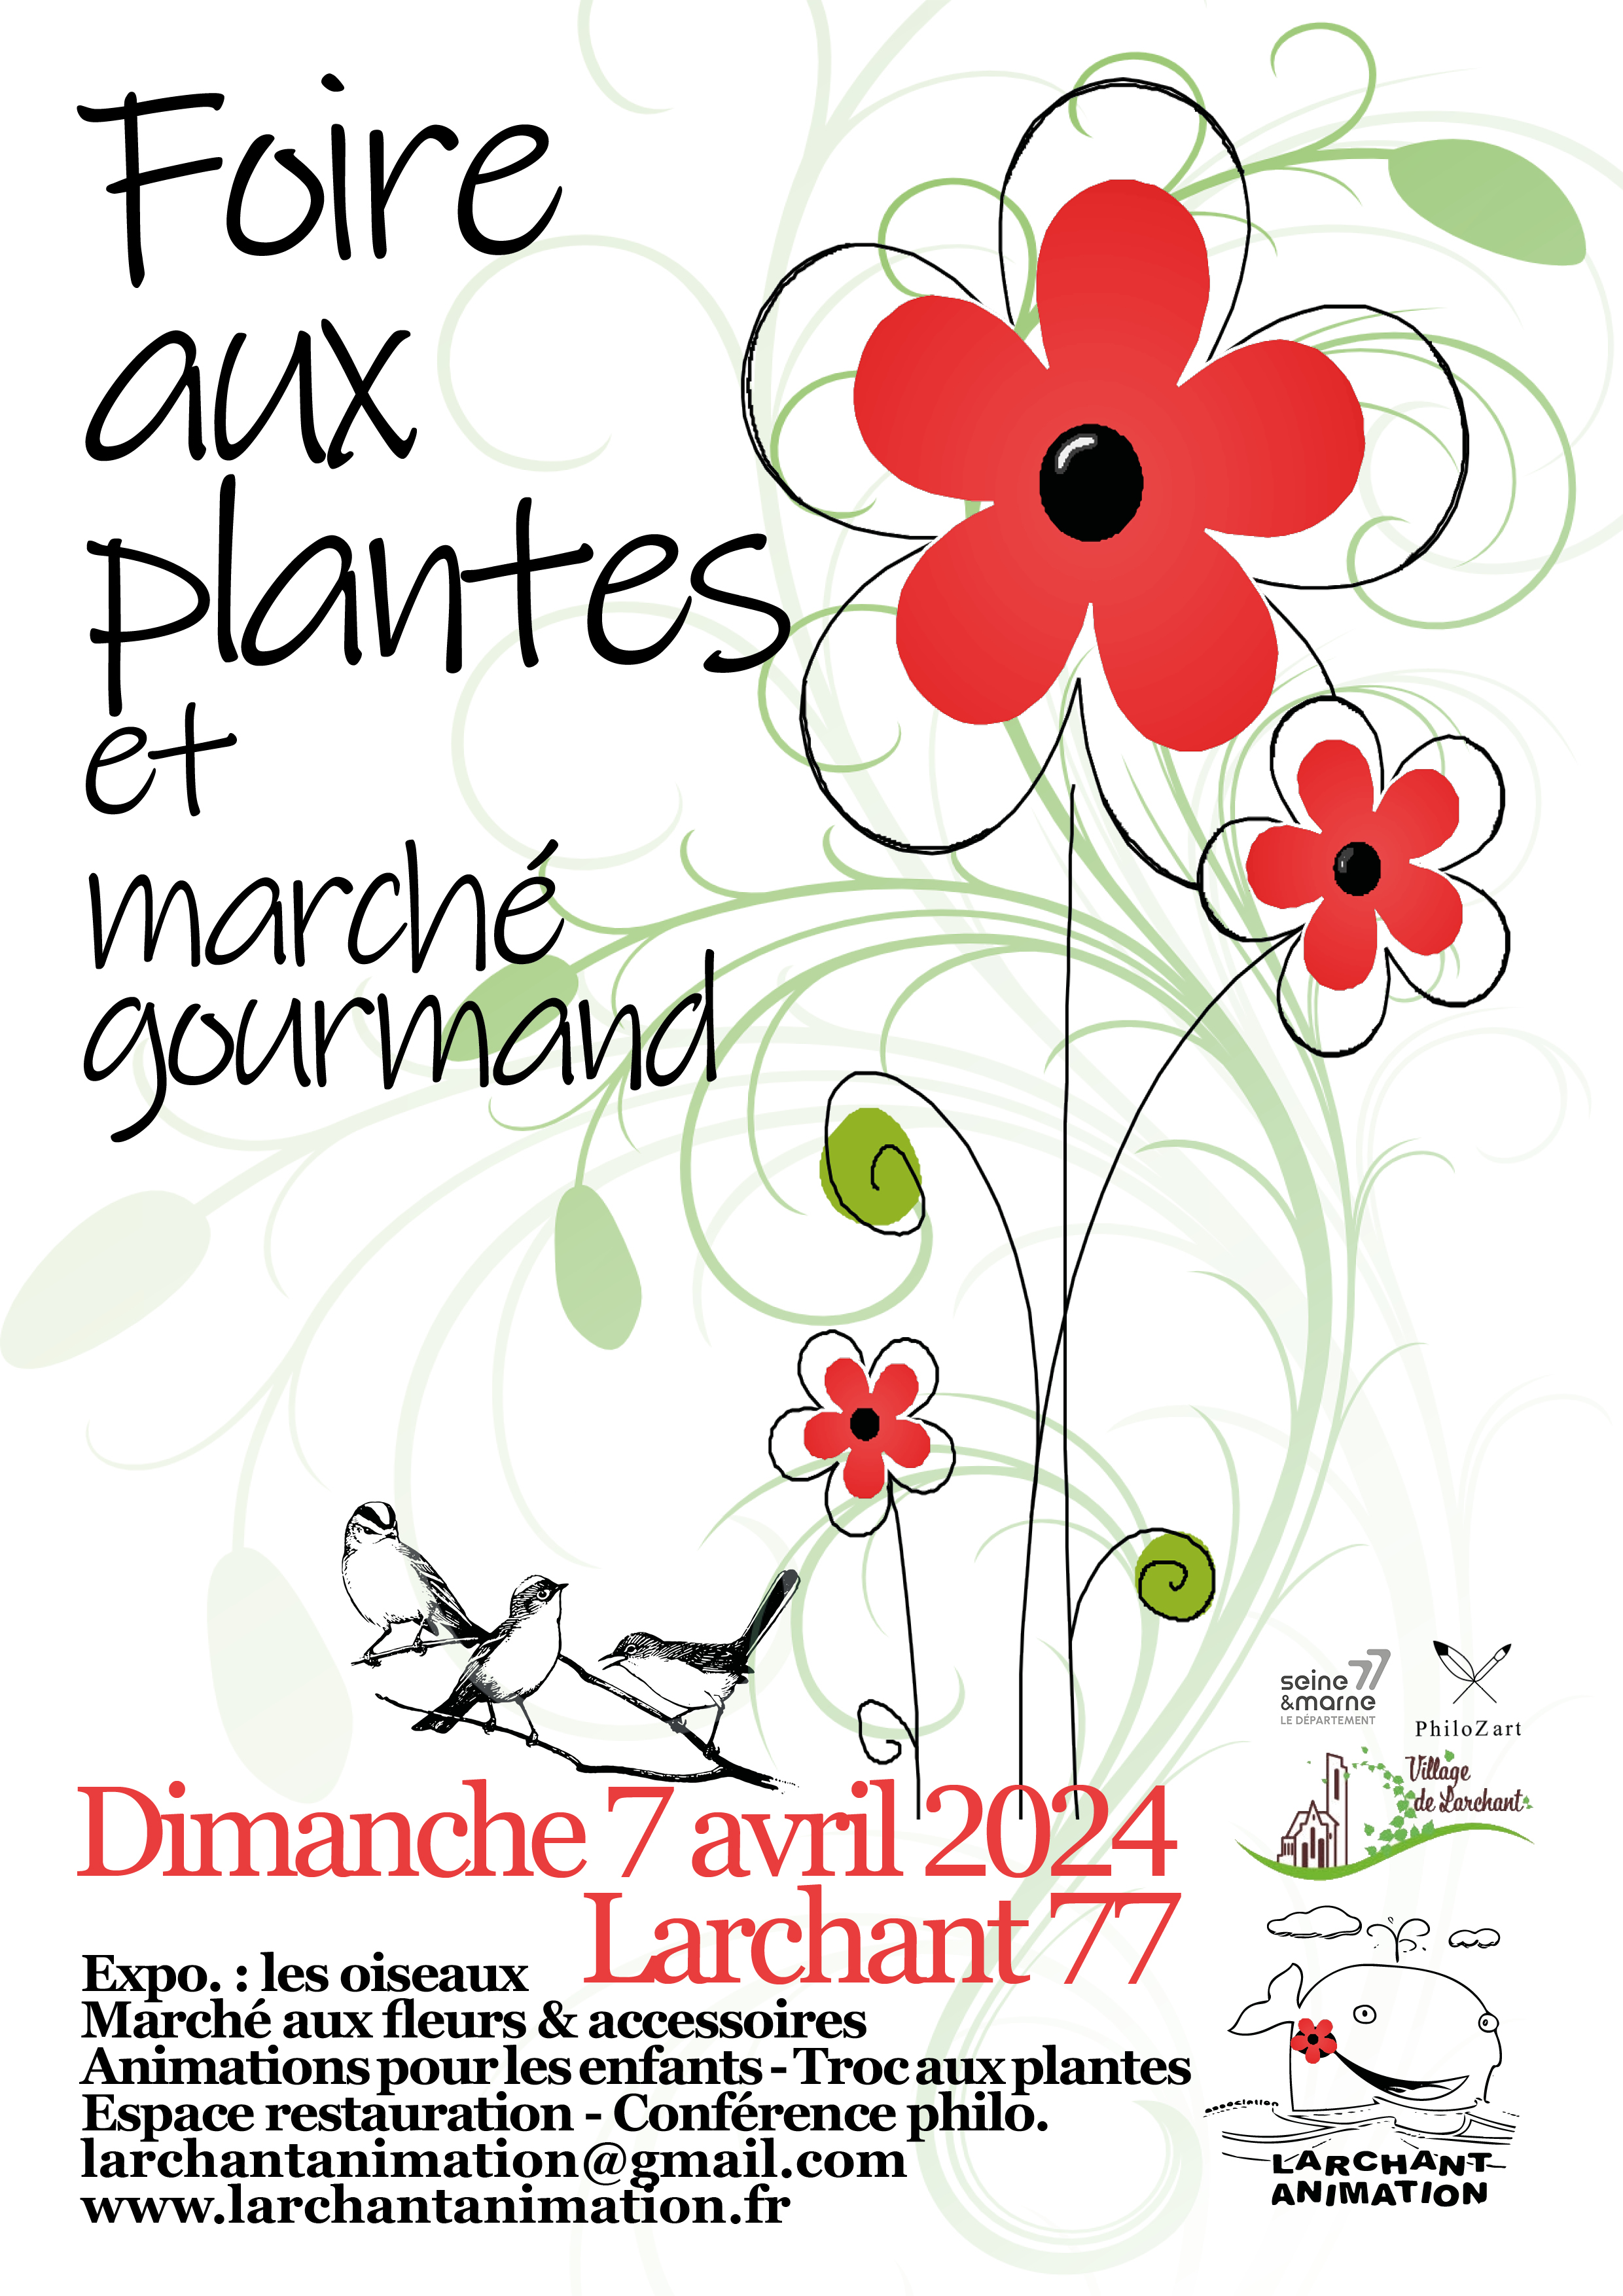 Foire
aux
plantes
et
marché
gourmand
seine 77
&marne
LE DÉPARTEMENT
PhiloZart
Village
de Larchant
Dimanche 7 avril 2024
Larchant 77
Expo. : les oiseaux
Marché aux fleurs & accessoires
Animations pour les enfants - Troc aux plantes
Espace restauration - Conférence philo.
larchantanimation@gmail.com
www.larchantanimation.fr
association
LARCHANT
ANIMATION